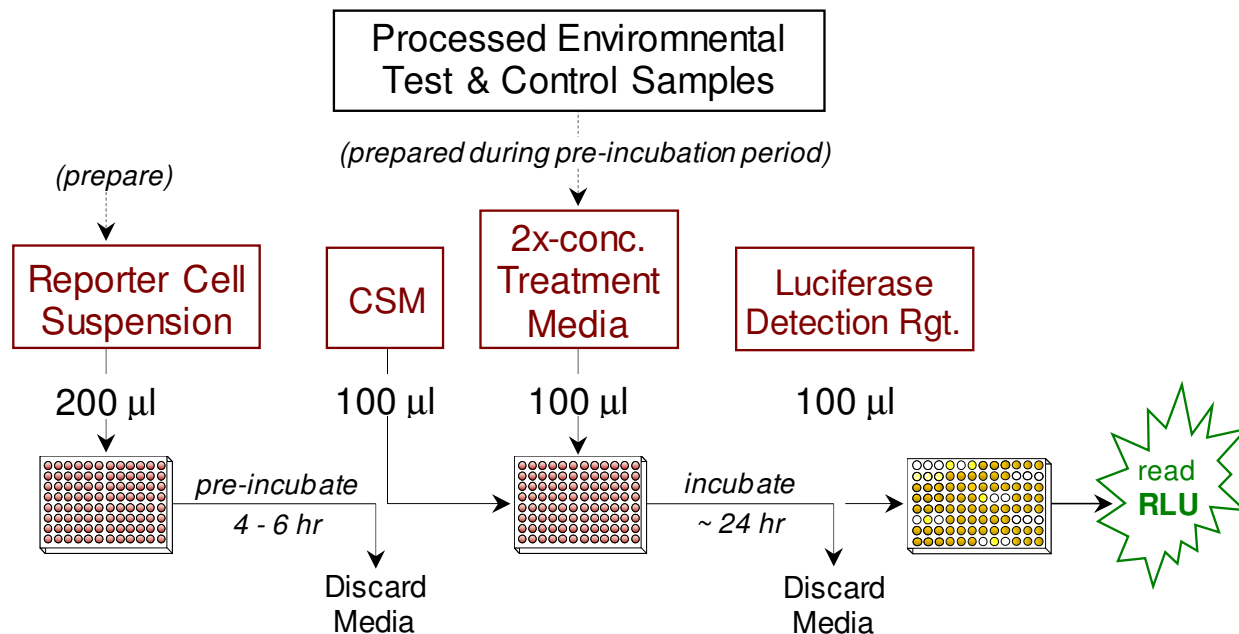 Processed Enviromnental
Test & Control Samples
(prepared during pre-incubation period)
(prepare)
Reporter Cell
Suspension
CSM
2x-conc.
Treatment
Media
Luciferase
Detection Rgt.
200 µl
100 µl
100 µl
100 µl
pre-incubate
4 - 6 hr
incubate
~ 24 hr
read
RLU
Discard
Media
Discard
Media